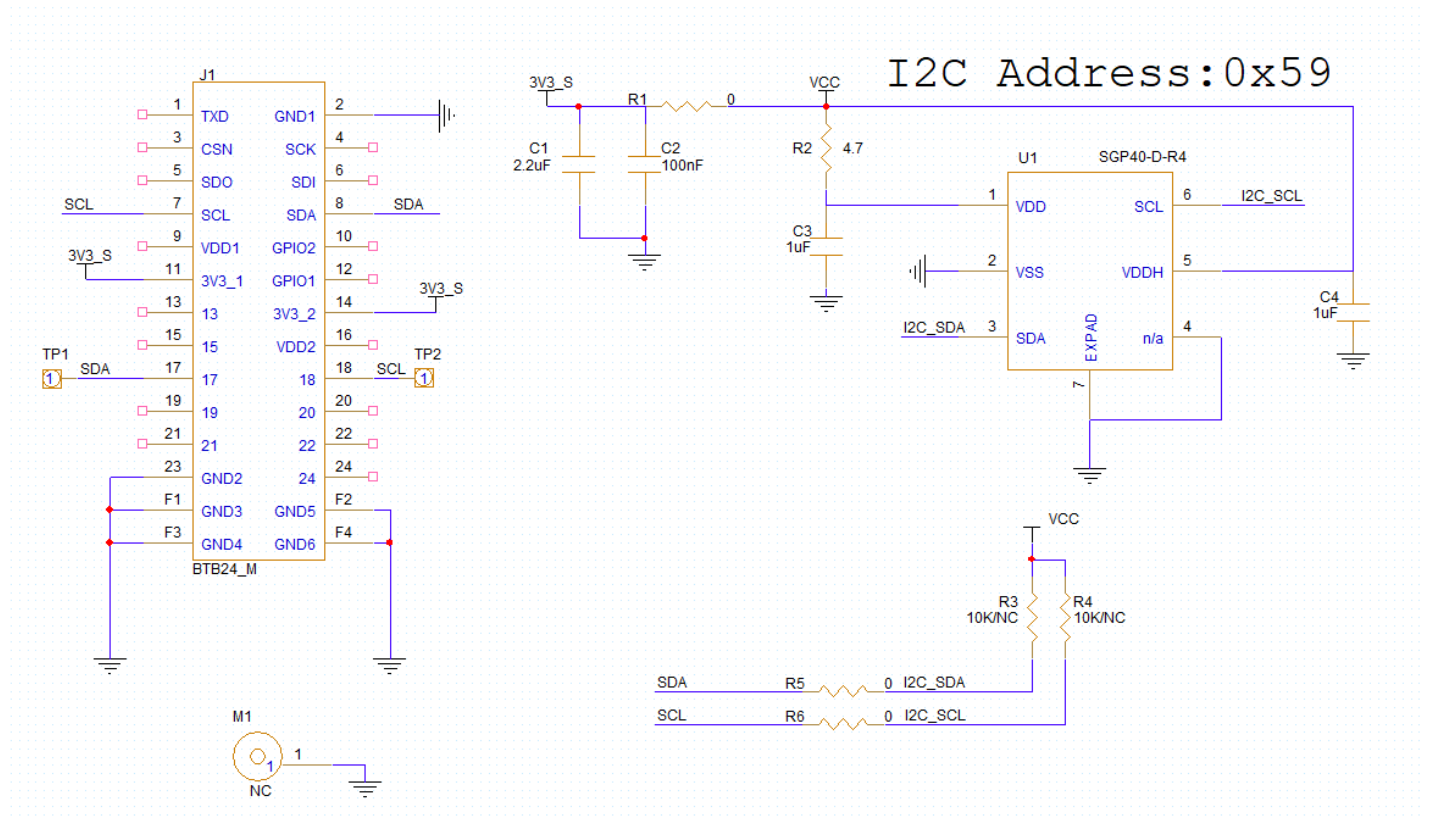 I2C Address:0x59
J1
1 TXD GND1 2
3 CSN SCK 4
5 SDO SDI 6
SCL 7 SCL SDA 8 SDA
9 VDD1 GPIO2 10
3V3_S 11 3V3_1 GPIO1 12
13 13 3V3_2 14 3V3_S
15 15 VDD2 16
TP1 1 SDA 17 17 18 18 SCL 1 TP2
19 19 20 20
21 21 22 22
23 GND2 24 24
F1 GND3 GND5 F2
F3 GND4 GND6 F4
BTB24_M
M1
1
1
NC
3V3_S
R1 0
VCC
C1
2.2uF
C2
100nF
R2 4.7
C3
1uF
U1 SGP40-D-R4
1 VDD SCL 6 I2C_SCL
2 VSS VDDH 5
I2C_SDA 3 SDA n/a 4
EXPAD
7
C4
1uF
VCC
R3
10K/NC
R4
10K/NC
SDA R5 0 I2C_SDA
SCL R6 0 I2C_SCL